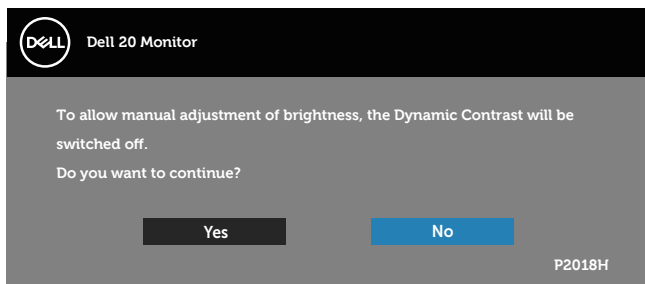 DELL
Dell 20 Monitor
To allow manual adjustment of brightness, the Dynamic Contrast will be
switched off.
Do you want to continue?
Yes
No
P2018H